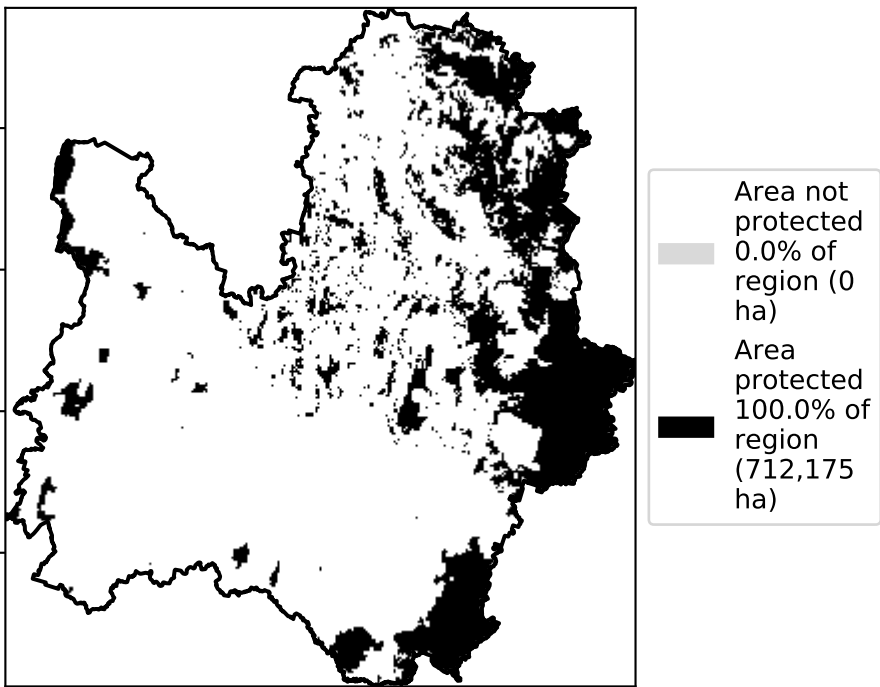 Area not
protected
0.0% of
region (0
ha)
Area
protected
100.0% of
region
(712,175
ha)